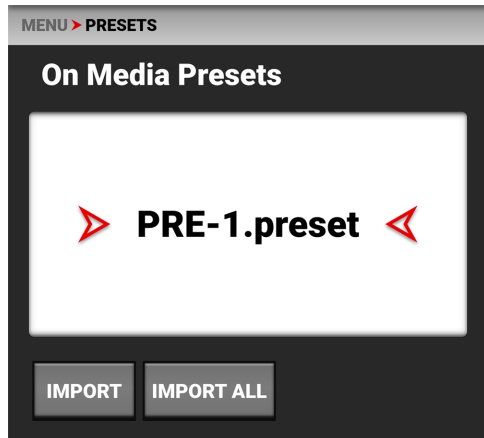 MENU > PRESETS
On Media Presets
PRE-1.preset
IMPORT IMPORT ALL